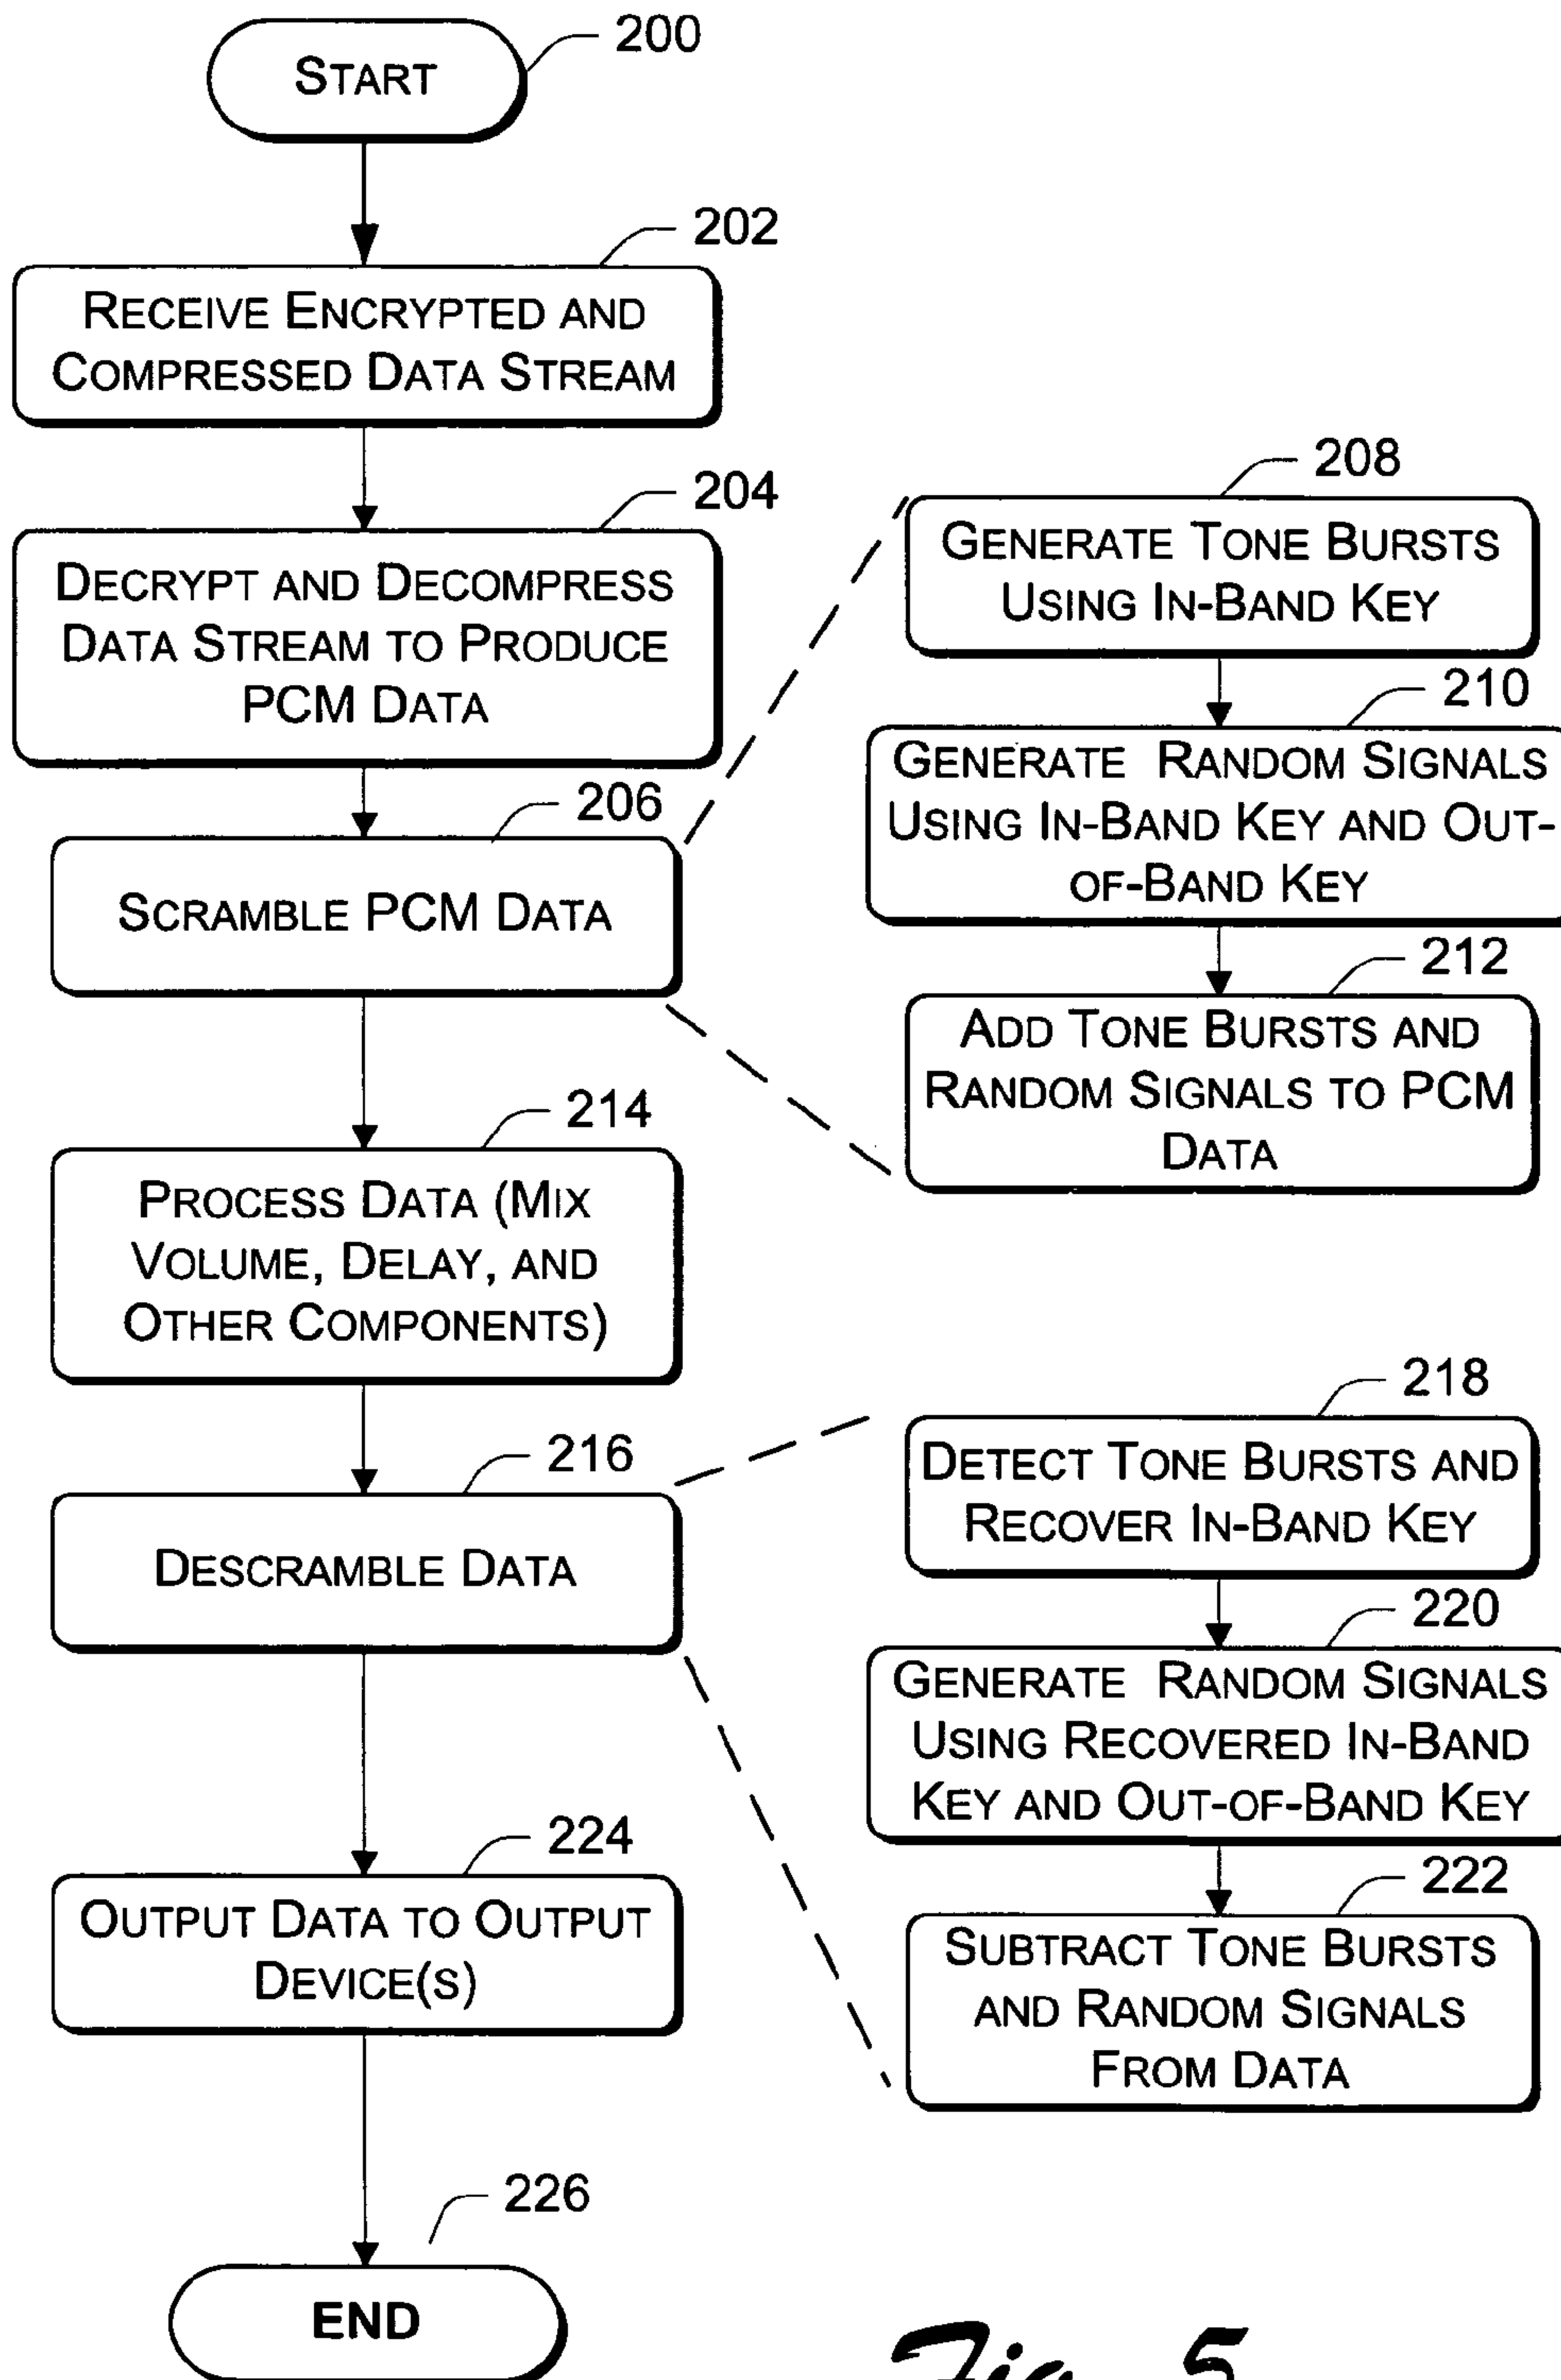 START
200
202
RECEIVE ENCRYPTED AND
COMPRESSED DATA STREAM
204
DECRYPT AND DECOMPRESS
DATA STREAM TO PRODUCE
PCM DATA
206
SCRAMBLE PCM DATA
208
GENERATE TONE BURSTS
USING IN-BAND KEY
210
GENERATE RANDOM SIGNALS
USING IN-BAND KEY AND OUT-
OF-BAND KEY
212
ADD TONE BURSTS AND
RANDOM SIGNALS TO PCM
DATA
214
PROCESS DATA (MIX
VOLUME, DELAY, AND
OTHER COMPONENTS)
216
DESCRAMBLE DATA
218
DETECT TONE BURSTS AND
RECOVER IN-BAND KEY
220
GENERATE RANDOM SIGNALS
USING RECOVERED IN-BAND
KEY AND OUT-OF-BAND KEY
222
SUBTRACT TONE BURSTS
AND RANDOM SIGNALS
FROM DATA
224
OUTPUT DATA TO OUTPUT
DEVICE(S)
226
END
Fig. 5